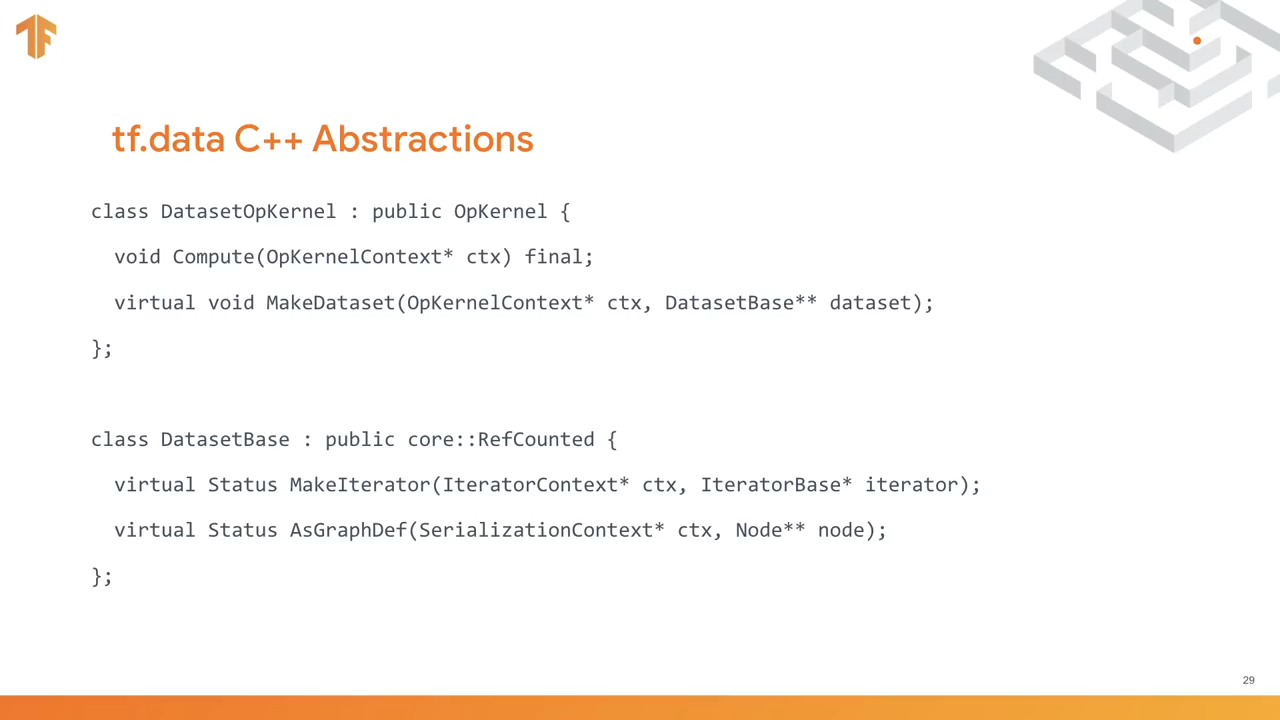 tf.data C++ Abstractions
class DatasetOpKernel : public OpKernel {
void Compute(OpKernelContext* ctx) final;
virtual void MakeDataset(OpKernelContext* ctx, DatasetBase** dataset);
};
class DatasetBase : public core::RefCounted {
virtual Status MakeIterator(IteratorContext* ctx, IteratorBase* iterator);
virtual Status AsGraphDef(SerializationContext* ctx, Node** node);
};
29